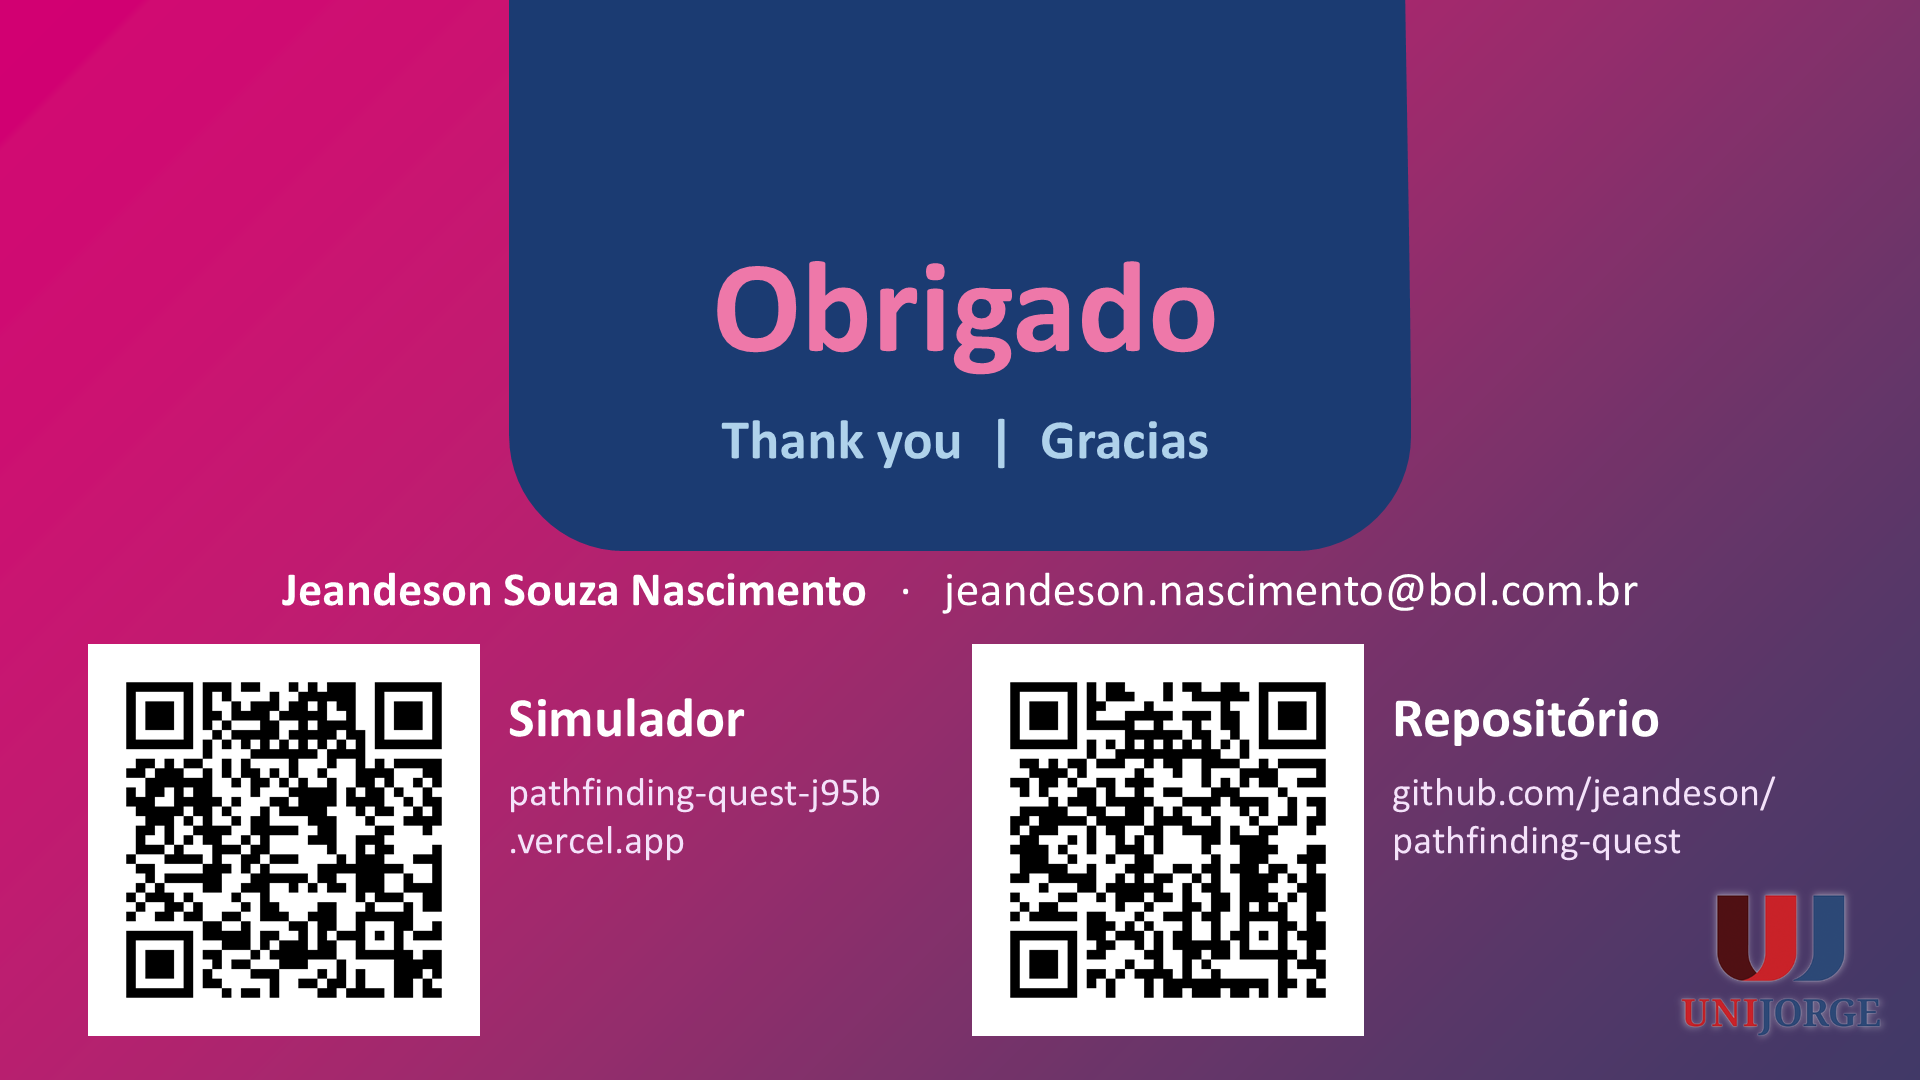 Obrigado
Thank you | Gracias
Jeandeson Souza Nascimento · jeandeson.nascimento@bol.com.br
Simulador
pathfinding-quest-j95b
.vercel.app
Repositório
github.com/jeandeson/
pathfinding-quest
UNIJORGE